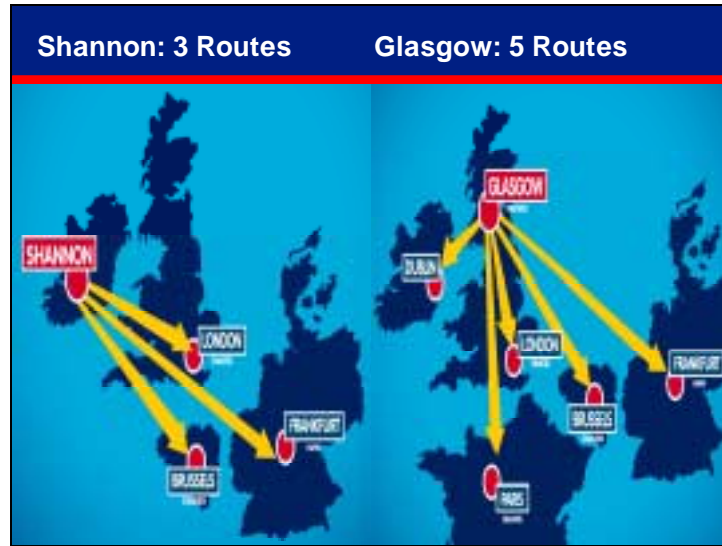 Shannon: 3 Routes
Glasgow: 5 Routes
SHANNON
LONDON
FRANKFURT
BRUSSELS
GLASGOW
DUBLIN
LONDON
FRANKFURT
BRUSSELS
PARIS